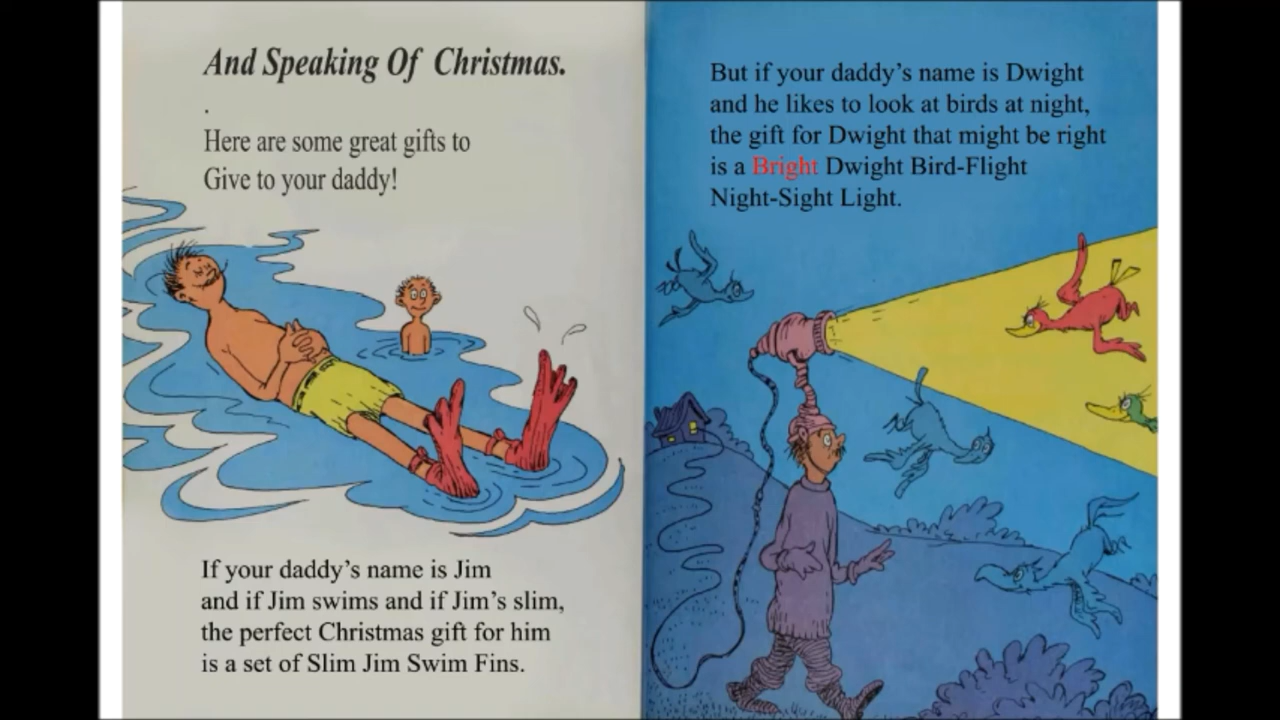 And Speaking Of Christmas.
.
Here are some great gifts to
Give to your daddy!
If your daddy's name is Jim
and if Jim swims and if Jim's slim,
the perfect Christmas gift for him
is a set of Slim Jim Swim Fins.
But if your daddy's name is Dwight
and he likes to look at birds at night,
the gift for Dwight that might be right
is a Bright Dwight Bird-Flight
Night-Sight Light.